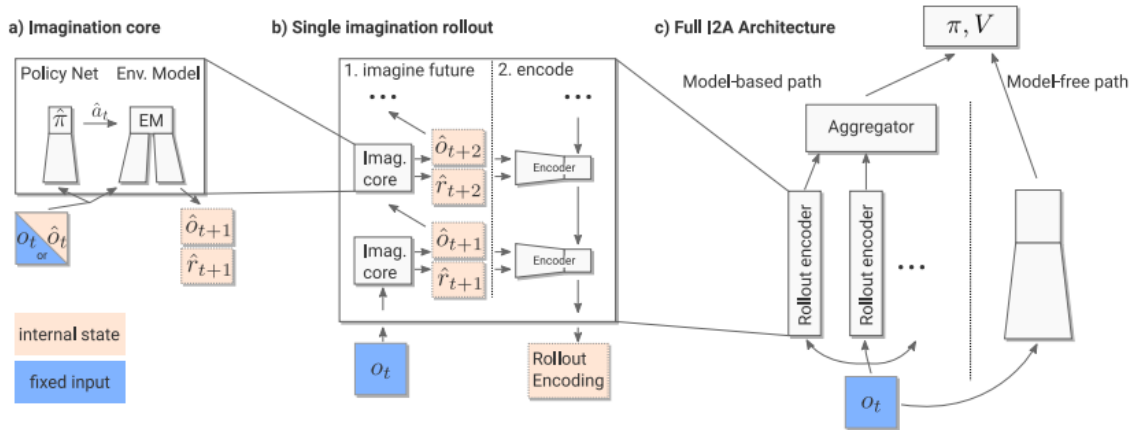 a) Imagination core
Policy Net Env. Model
π̂ â_t EM
o_t or ô_t
ô_{t+1}
r̂_{t+1}
internal state
fixed input
b) Single imagination rollout
1. imagine future 2. encode
... ...
Imag. core
ô_{t+2}
r̂_{t+2}
Encoder
Imag. core
ô_{t+1}
r̂_{t+1}
Encoder
o_t
Rollout
Encoding
c) Full I2A Architecture
π, V
Model-based path
Model-free path
Aggregator
Rollout encoder
Rollout encoder
...
o_t